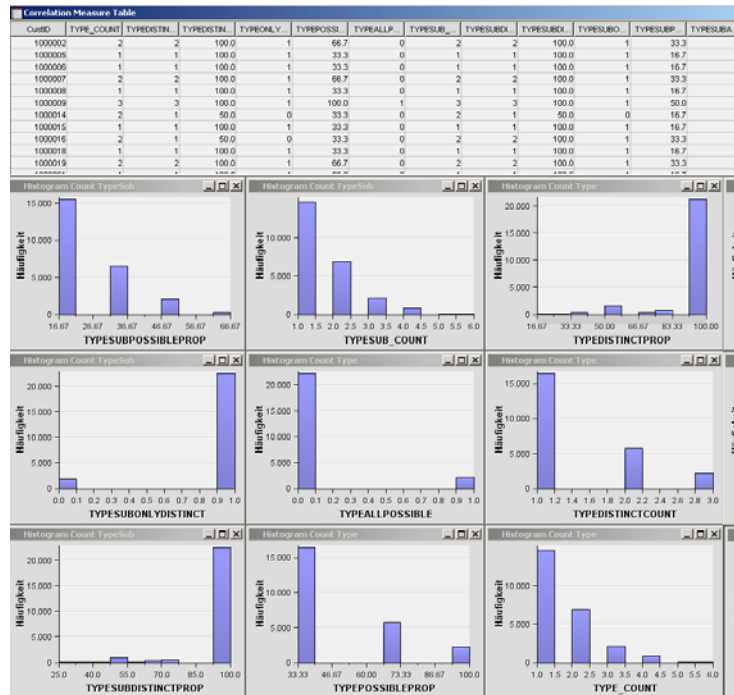 Correlation Measure Table
CustID TYPE_COUNT TYPEDISTIN... TYPEDISTIN... TYPEONLY... TYPEPOSSI... TYPEALLP... TYPESUB_... TYPESUBDI... TYPESUBDI... TYPESUBO... TYPESUBP... TYPESUBA...
1000002 2 2 100.0 1 66.7 0 2 2 100.0 1 33.3
1000005 1 1 100.0 1 33.3 0 1 1 100.0 1 16.7
1000006 1 1 100.0 1 33.3 0 1 1 100.0 1 16.7
1000007 2 2 100.0 1 66.7 0 2 2 100.0 1 33.3
1000008 1 1 100.0 1 33.3 0 1 1 100.0 1 16.7
1000009 3 3 100.0 1 100.0 1 3 3 100.0 1 50.0
1000014 2 1 50.0 0 33.3 0 2 1 50.0 0 16.7
1000015 1 1 100.0 1 33.3 0 1 1 100.0 1 16.7
1000016 2 1 50.0 0 33.3 0 2 2 100.0 1 33.3
1000018 1 1 100.0 1 33.3 0 1 1 100.0 1 16.7
1000019 2 2 100.0 1 66.7 0 2 2 100.0 1 33.3
Histogram Count TypeSub
Häufigkeit
15.000
10.000
5.000
0
16.67 26.67 36.67 46.67 56.67 66.67
TYPESUBPOSSIBLEPROP
Histogram Count TypeSub
Häufigkeit
10.000
5.000
0
1.0 1.5 2.0 2.5 3.0 3.5 4.0 4.5 5.0 5.5 6.0
TYPESUB_COUNT
Histogram Count Type
Häufigkeit
20.000
15.000
10.000
5.000
0
16.67 33.33 50.00 66.67 83.33 100.00
TYPEDISTINCTPROP
Häufigkeit
20.000
15.000
10.000
5.000
0
0.0 0.1 0.2 0.3 0.4 0.5 0.6 0.7 0.8 0.9 1.0
TYPESUBONLYDISTINCT
Häufigkeit
20.000
15.000
10.000
5.000
0
0.0 0.1 0.2 0.3 0.4 0.5 0.6 0.7 0.8 0.9 1.0
TYPEALLPOSSIBLE
Häufigkeit
15.000
10.000
5.000
0
1.0 1.2 1.4 1.6 1.8 2.0 2.2 2.4 2.6 2.8 3.0
TYPEDISTINCTCOUNT
Histogram Count TypeSub
Häufigkeit
20.000
15.000
10.000
5.000
0
25.0 40.0 55.0 70.0 85.0 100.0
TYPESUBDISTINCTPROP
Histogram Count Type
Häufigkeit
15.000
10.000
5.000
0
33.33 46.67 60.00 73.33 86.67 100.00
TYPEPOSSIBLEPROP
Histogram Count Type
Häufigkeit
10.000
5.000
0
1.0 1.5 2.0 2.5 3.0 3.5 4.0 4.5 5.0 5.5 6.0
TYPE_COUNT